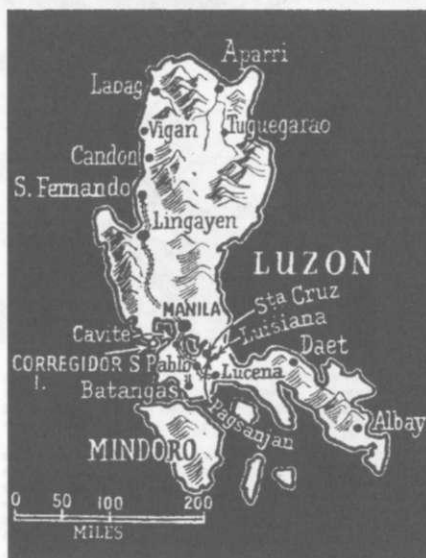 Aparri
Laoag
Vigan
Tuguegarao
Candon
S. Fernando
Lingayen
LUZON
MANILA
Sta Cruz
Cavite
Luisiana
CORREGIDOR I.
S Pablo
Daet
Lucena
Batangas
Pagsanjan
Albay
MINDORO
0 50 100 200
MILES